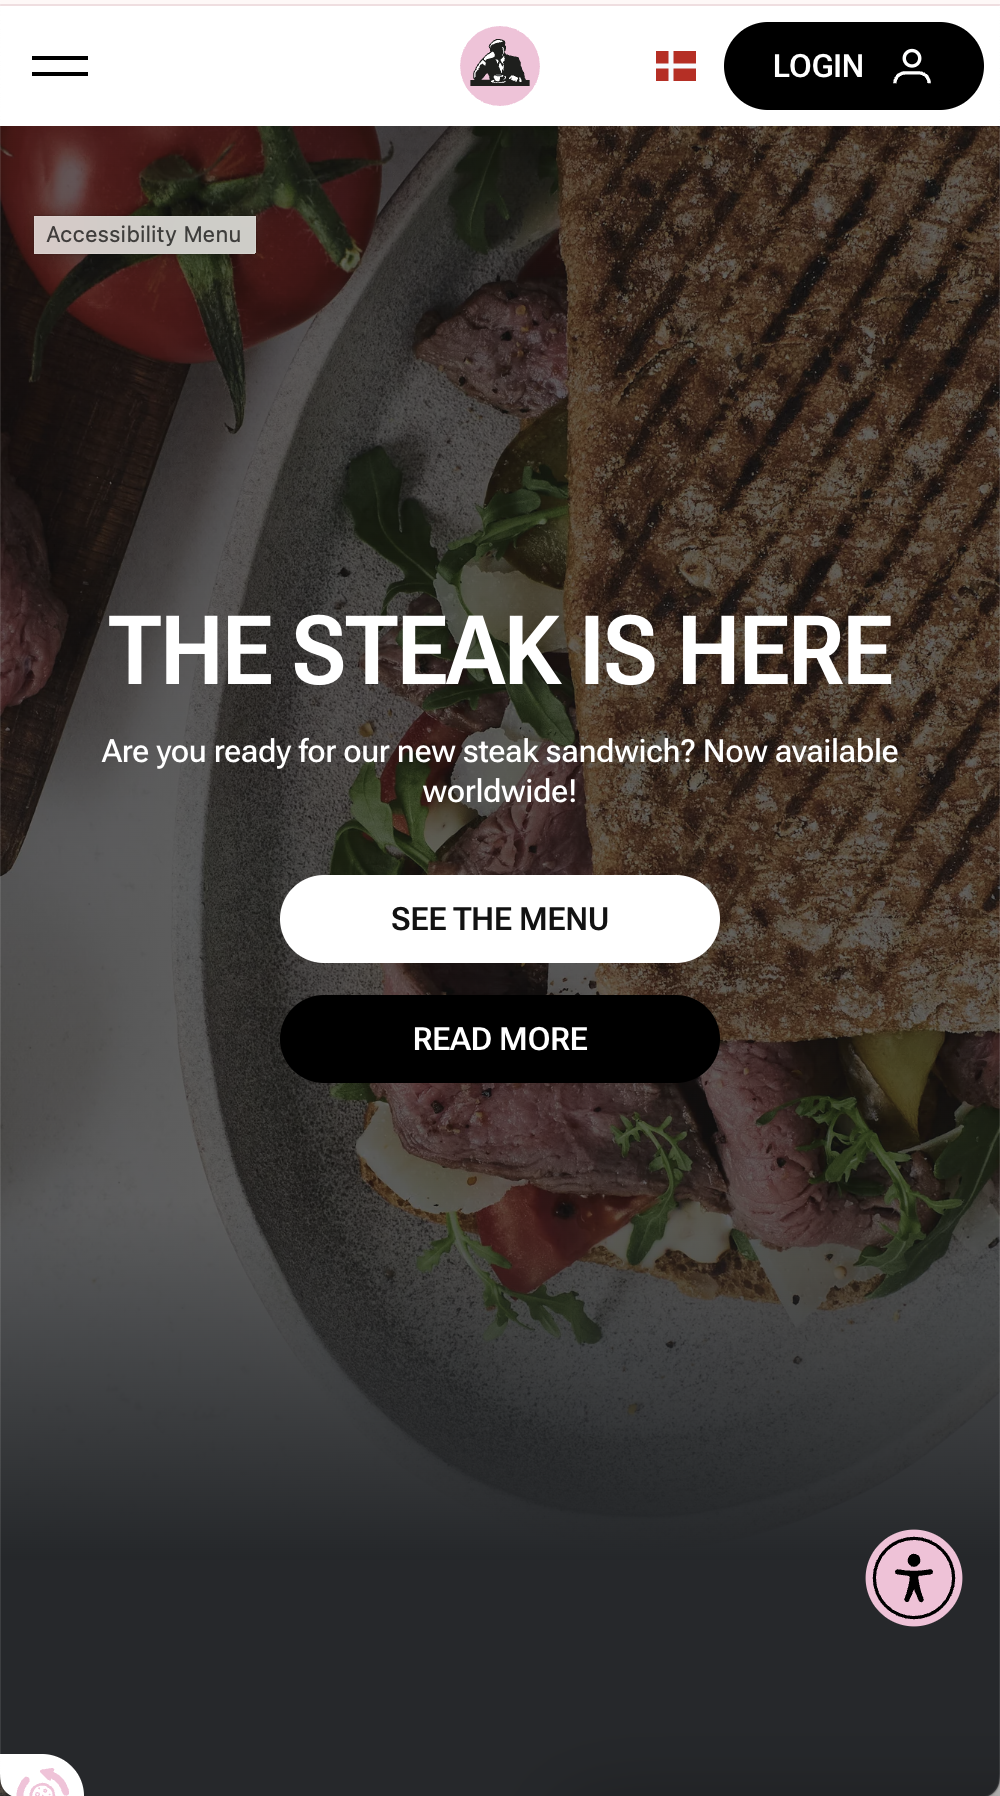 LOGIN
Accessibility Menu
THE STEAK IS HERE
Are you ready for our new steak sandwich? Now available
worldwide!
SEE THE MENU
READ MORE